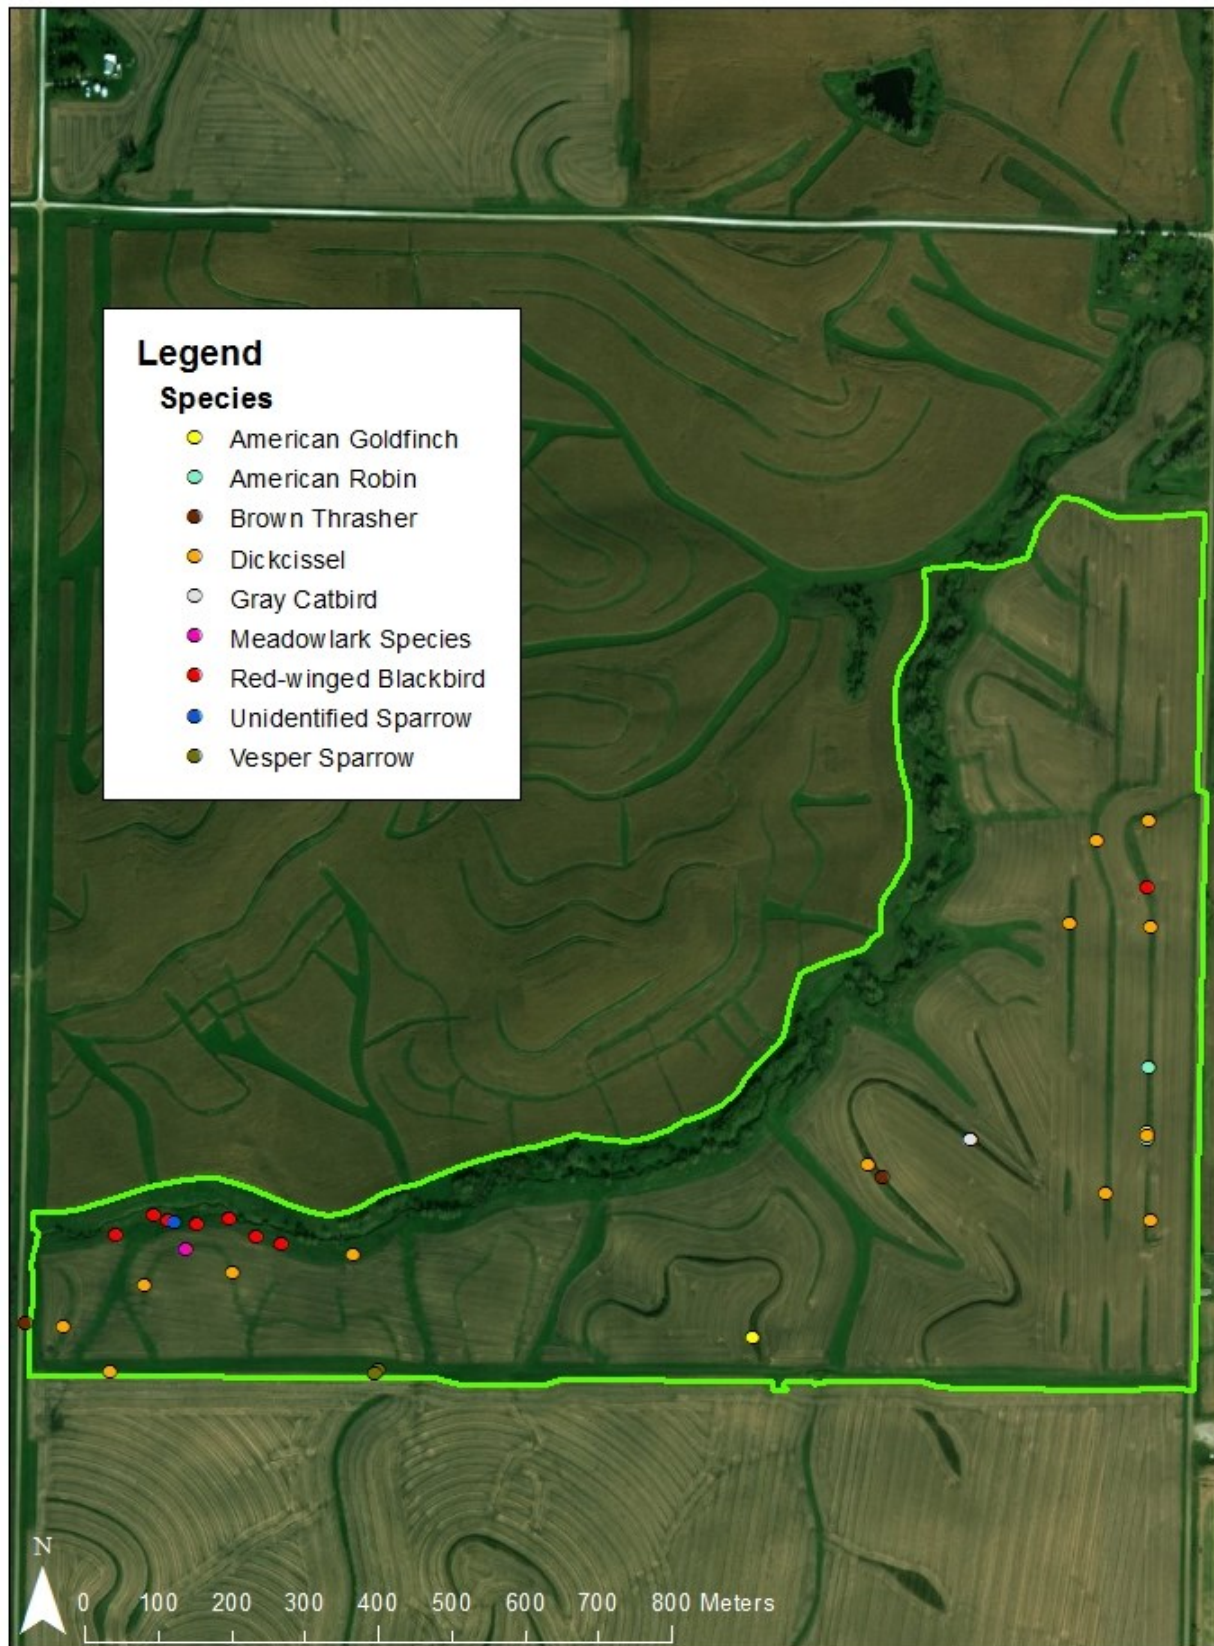 Legend
Species
American Goldfinch
American Robin
Brown Thrasher
Dickcissel
Gray Catbird
Meadowlark Species
Red-winged Blackbird
Unidentified Sparrow
Vesper Sparrow
N
0 100 200 300 400 500 600 700 800 Meters